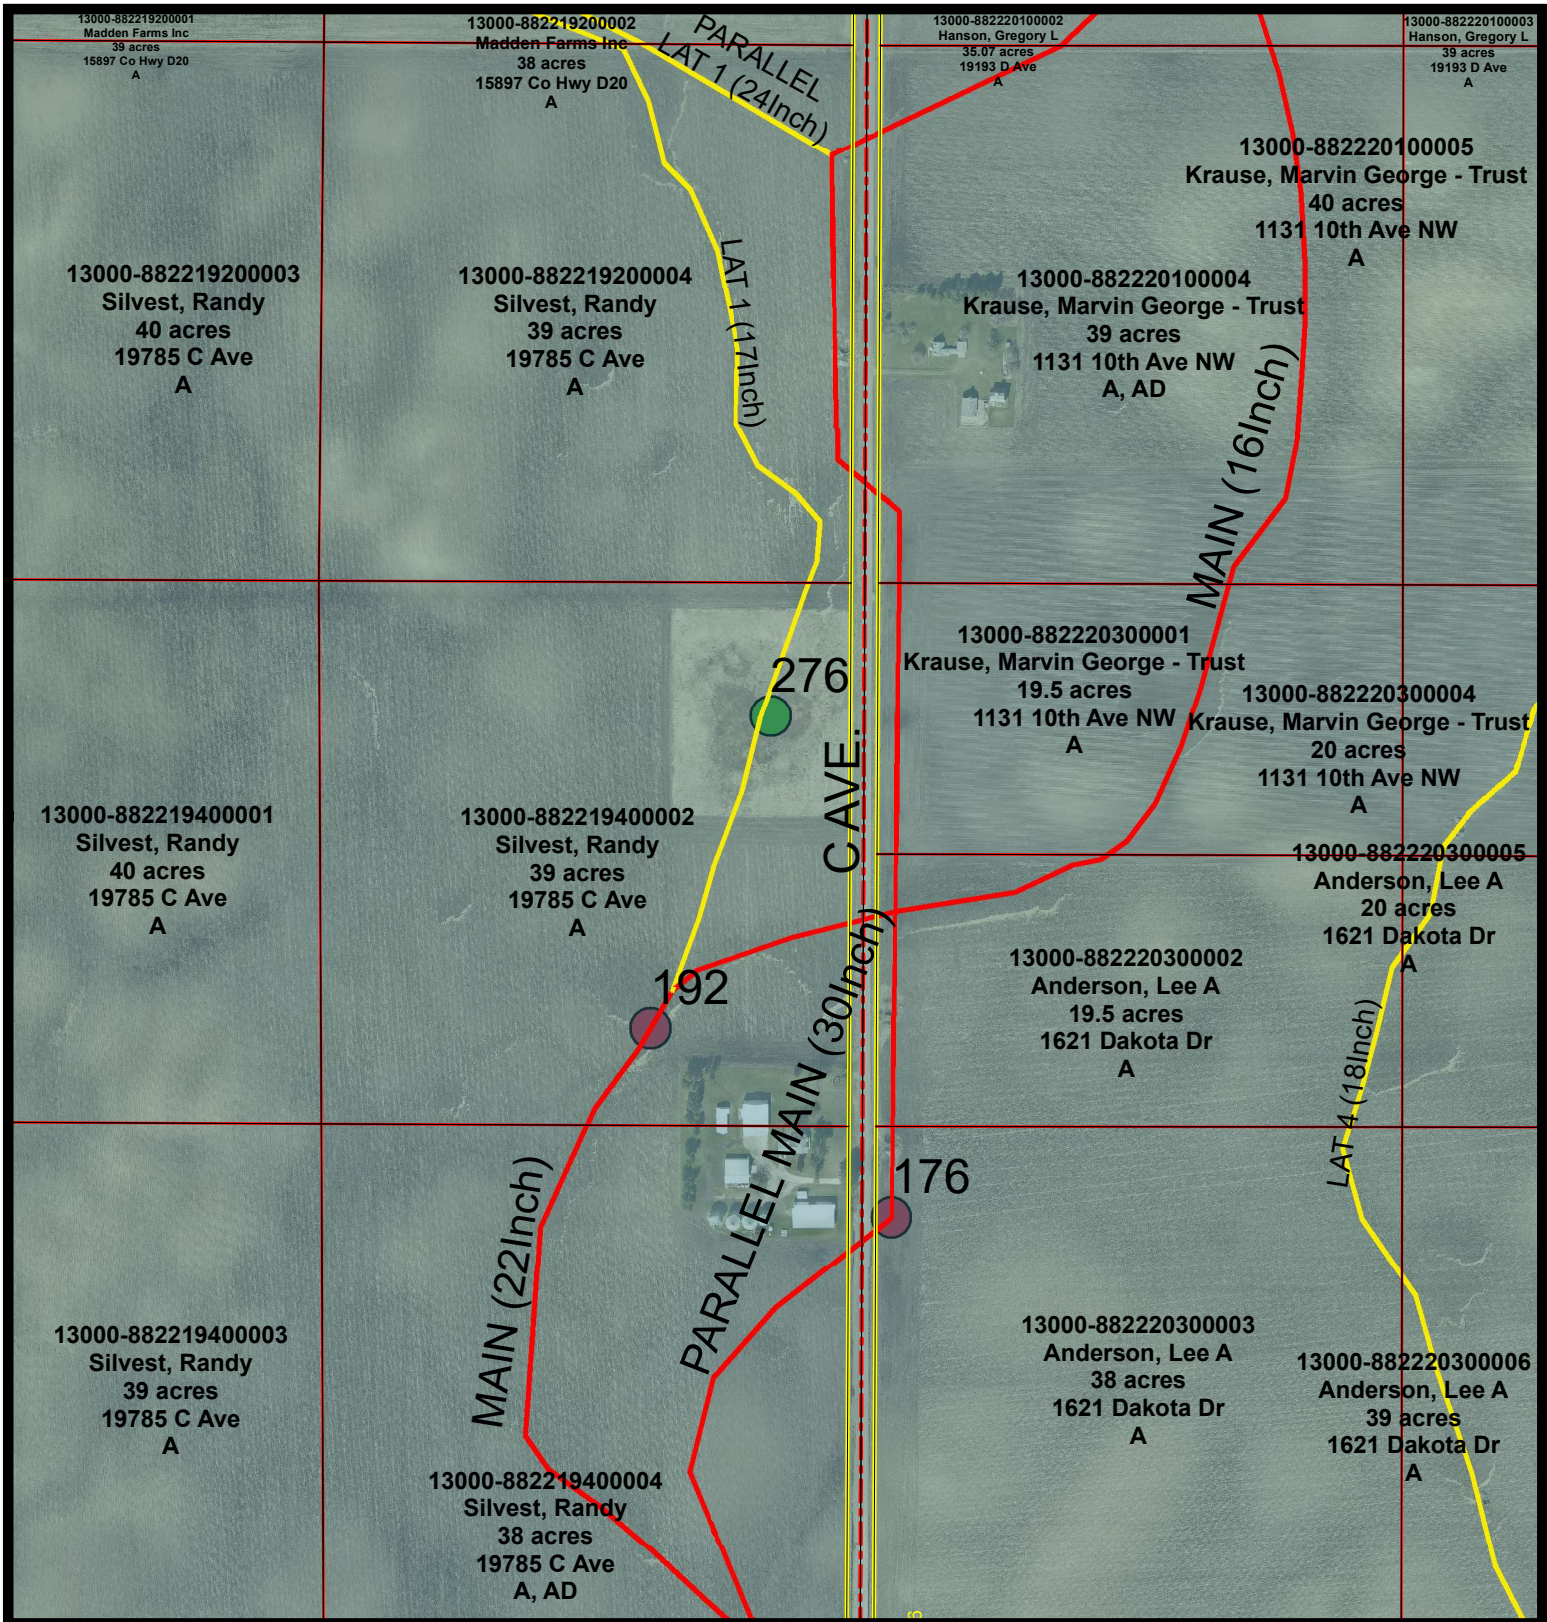 13000-882219200001
Madden Farms Inc
39 acres
15897 Co Hwy D20
A
13000-882219200002
Madden Farms Inc
38 acres
15897 Co Hwy D20
A
PARALLEL
LAT 1 (24Inch)
13000-882220100002
Hanson, Gregory L
35.07 acres
19193 D Ave
A
13000-882220100003
Hanson, Gregory L
39 acres
19193 D Ave
A
13000-882220100005
Krause, Marvin George - Trust
40 acres
1131 10th Ave NW
A
13000-882219200003
Silvest, Randy
40 acres
19785 C Ave
A
13000-882219200004
Silvest, Randy
39 acres
19785 C Ave
A
LAT 1 (17Inch)
13000-882220100004
Krause, Marvin George - Trust
39 acres
1131 10th Ave NW
A, AD
MAIN (16Inch)
13000-882220300001
Krause, Marvin George - Trust
19.5 acres
1131 10th Ave NW
A
276
13000-882220300004
Krause, Marvin George - Trust
20 acres
1131 10th Ave NW
A
C AVE.
13000-882219400001
Silvest, Randy
40 acres
19785 C Ave
A
13000-882219400002
Silvest, Randy
39 acres
19785 C Ave
A
13000-882220300005
Anderson, Lee A
20 acres
1621 Dakota Dr
A
192
13000-882220300002
Anderson, Lee A
19.5 acres
1621 Dakota Dr
A
PARALLEL MAIN (30Inch)
LAT 4 (18Inch)
176
MAIN (22Inch)
13000-882219400003
Silvest, Randy
39 acres
19785 C Ave
A
13000-882220300003
Anderson, Lee A
38 acres
1621 Dakota Dr
A
13000-882220300006
Anderson, Lee A
39 acres
1621 Dakota Dr
A
13000-882219400004
Silvest, Randy
38 acres
19785 C Ave
A, AD